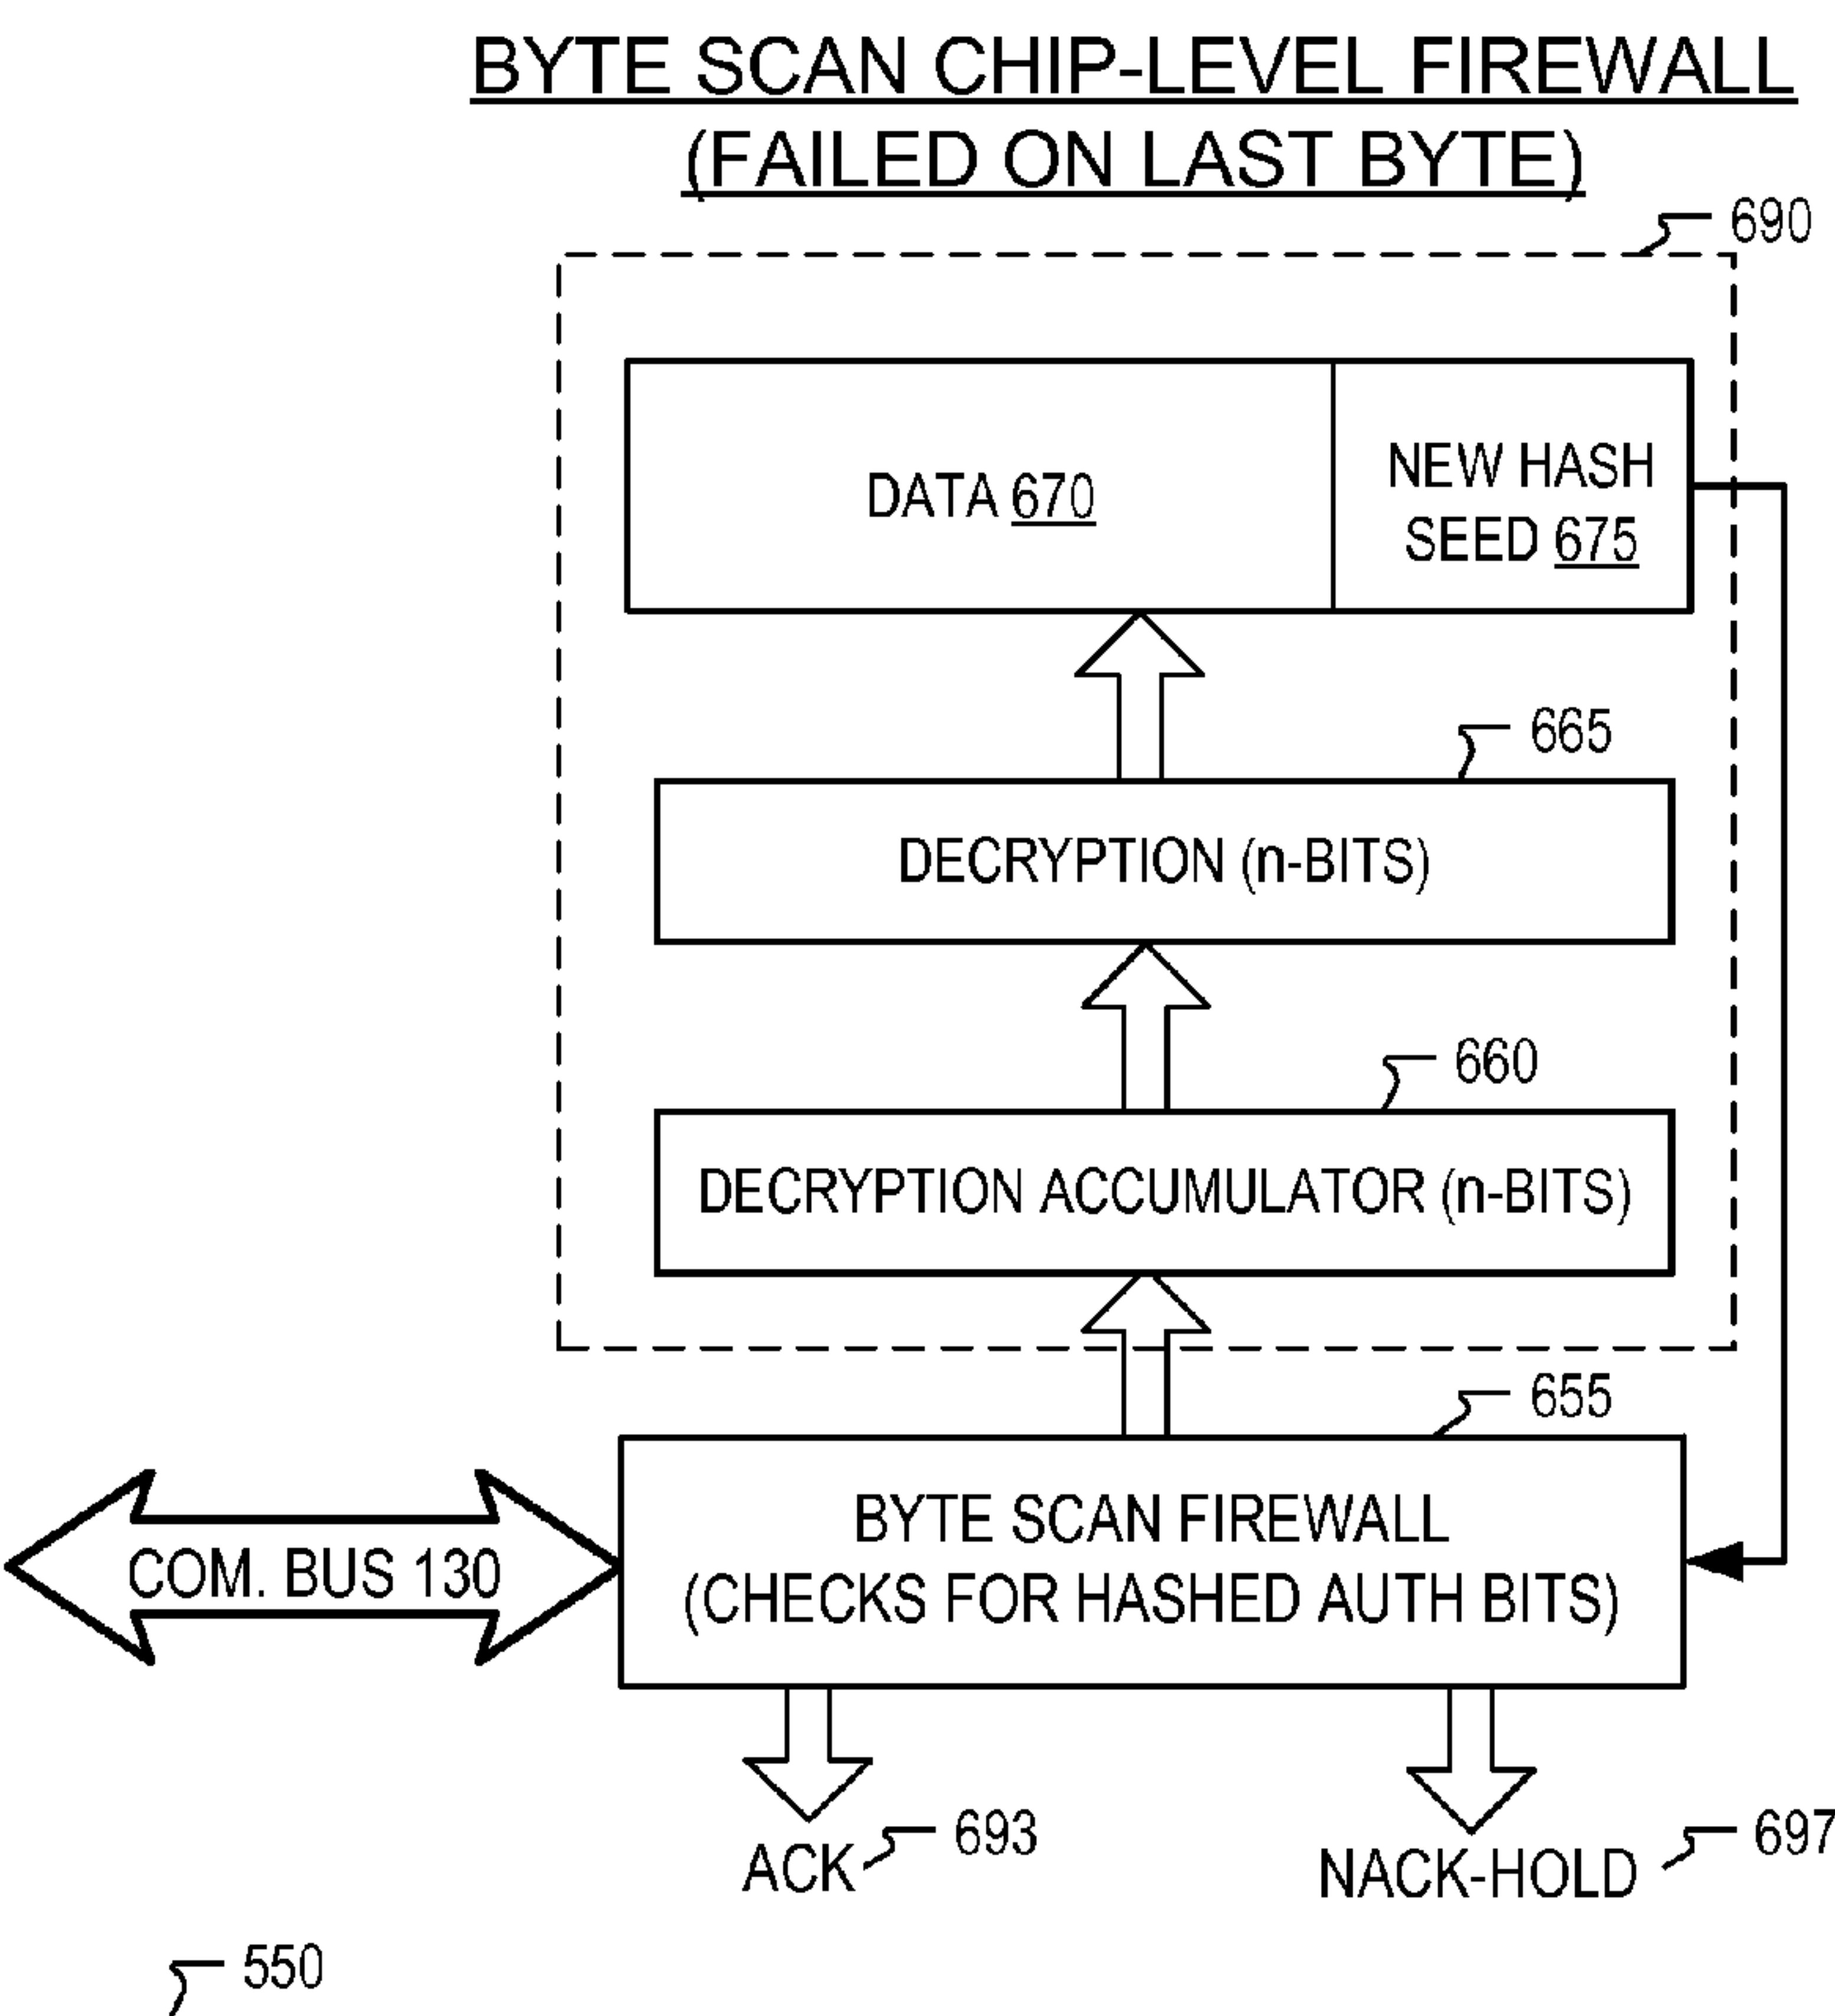 BYTE SCAN CHIP-LEVEL FIREWALL
(FAILED ON LAST BYTE)
690
DATA 670
NEW HASH
SEED 675
665
DECRYPTION (n-BITS)
660
DECRYPTION ACCUMULATOR (n-BITS)
655
BYTE SCAN FIREWALL
(CHECKS FOR HASHED AUTH BITS)
COM. BUS 130
ACK
693
NACK-HOLD
697
550